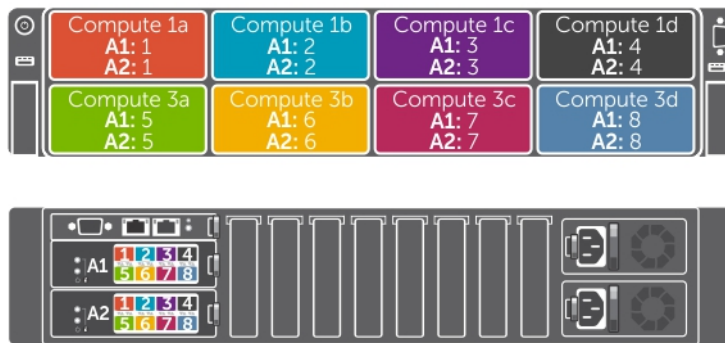 Compute 1a
A1: 1
A2: 1
Compute 1b
A1: 2
A2: 2
Compute 1c
A1: 3
A2: 3
Compute 1d
A1: 4
A2: 4
Compute 3a
A1: 5
A2: 5
Compute 3b
A1: 6
A2: 6
Compute 3c
A1: 7
A2: 7
Compute 3d
A1: 8
A2: 8
A1
1 2 3 4
5 6 7 8
A2
1 2 3 4
5 6 7 8